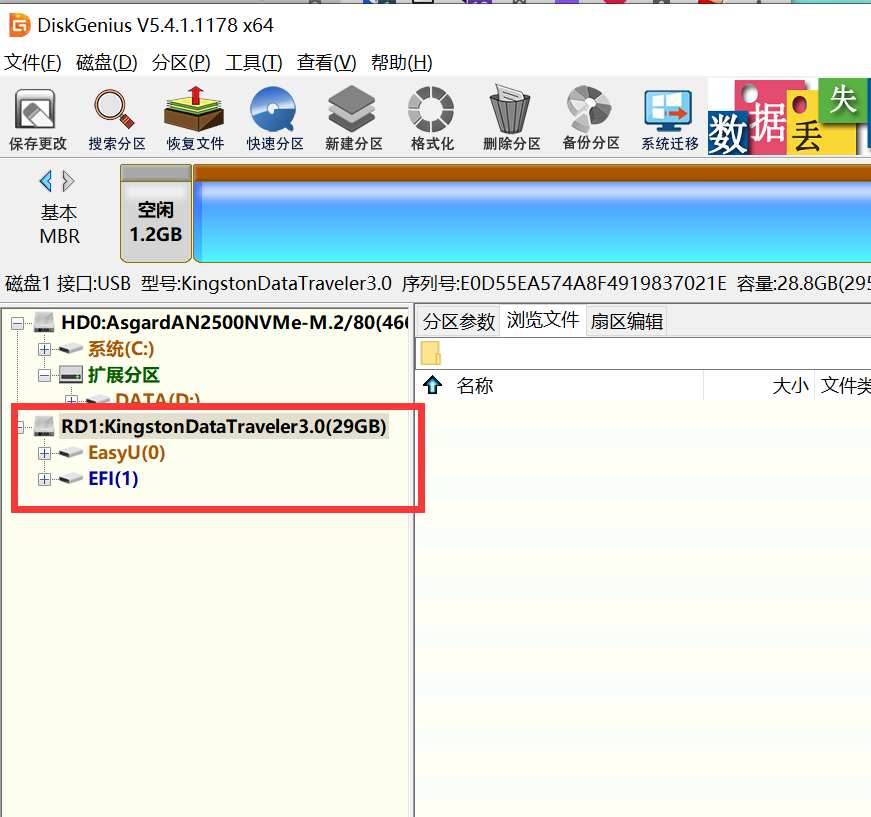 DiskGenius V5.4.1.1178 x64
文件(F) 磁盘(D) 分区(P) 工具(T) 查看(V) 帮助(H)
保存更改 搜索分区 恢复文件 快速分区 新建分区 格式化 删除分区 备份分区 系统迁移 数据丢失
基本
MBR
空闲
1.2GB
磁盘1 接口:USB 型号:KingstonDataTraveler3.0 序列号:E0D55EA574A8F4919837021E 容量:28.8GB(295
HD0:AsgardAN2500NVMe-M.2/80(466
系统(C:)
扩展分区
DATA(D:)
RD1:KingstonDataTraveler3.0(29GB)
EasyU(0)
EFI(1)
分区参数 浏览文件 扇区编辑
名称 大小 文件类